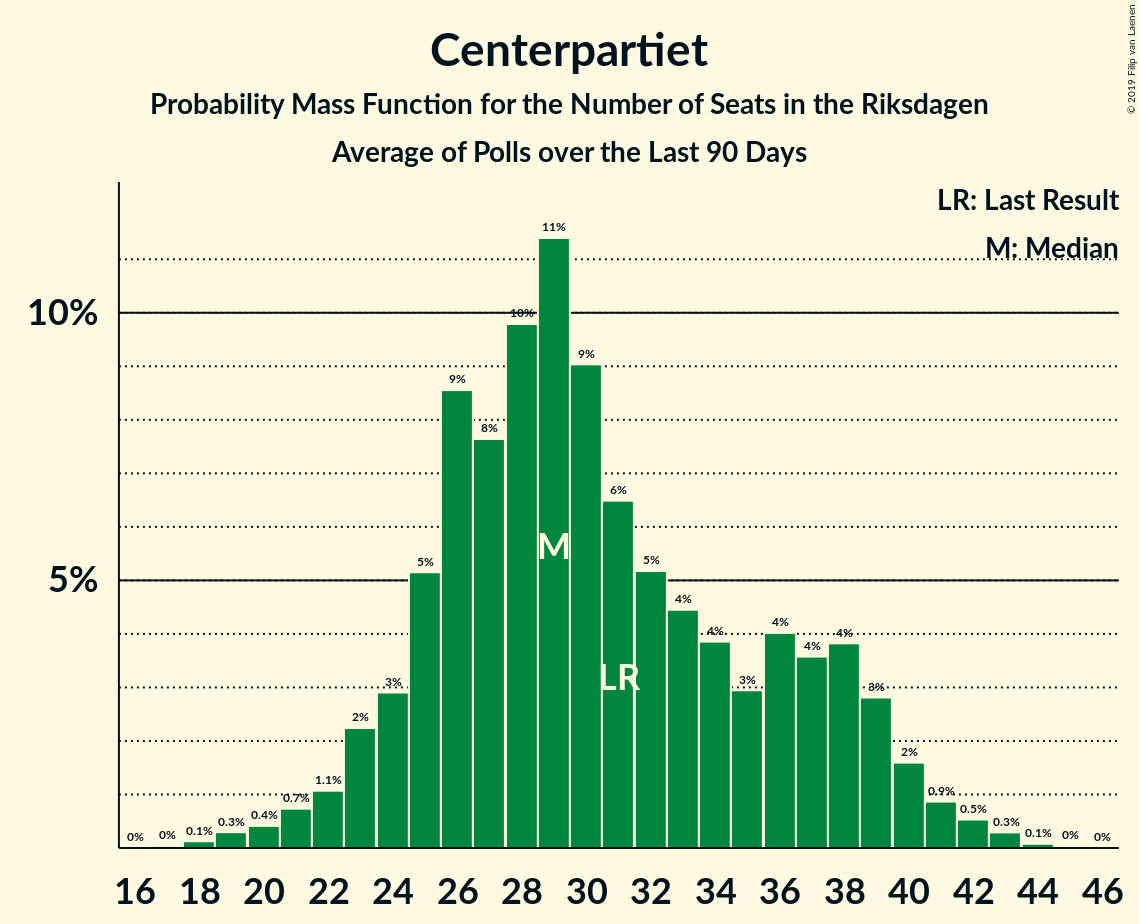 © 2019 Filip van Laenen
Centerpartiet
Probability Mass Function for the Number of Seats in the Riksdagen
Average of Polls over the Last 90 Days
LR: Last Result
M: Median
10%
5%
0% 0% 0.1% 0.3% 0.4% 0.7% 1.1% 2% 3% 5% 9% 8% 10% 11% 9% 6% 5% 4% 4% 3% 4% 4% 4% 3% 2% 0.9% 0.5% 0.3% 0.1% 0% 0%
M
LR
16 18 20 22 24 26 28 30 32 34 36 38 40 42 44 46